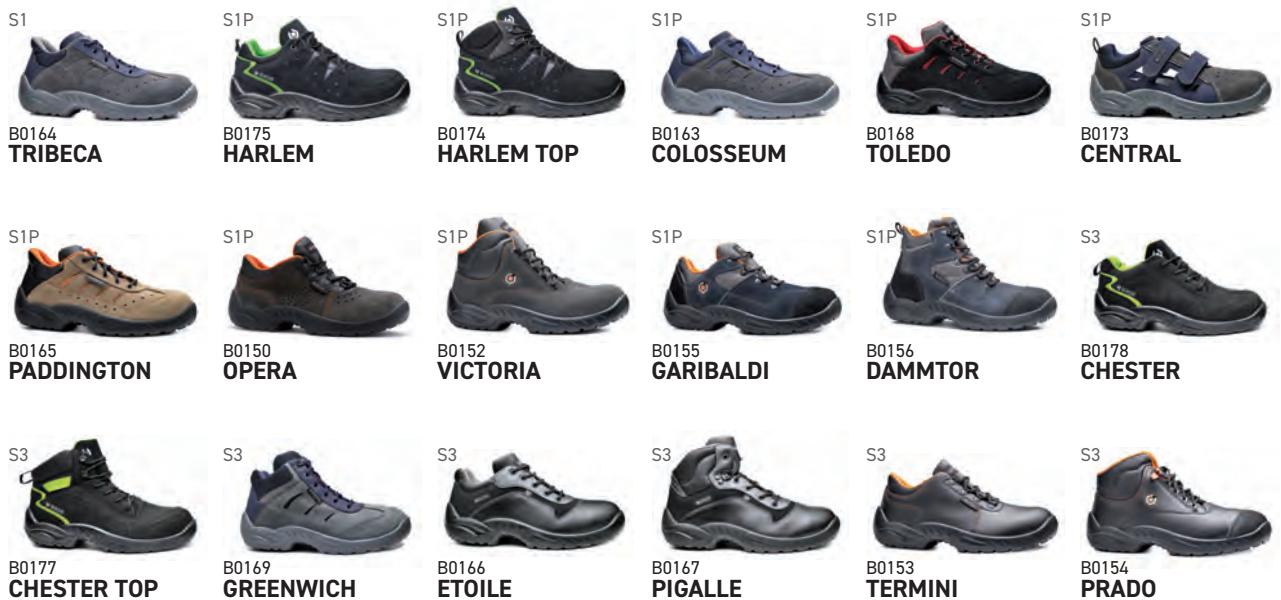 S1
B0164
TRIBECA
S1P
B0175
HARLEM
S1P
B0174
HARLEM TOP
S1P
B0163
COLOSSEUM
S1P
B0168
TOLEDO
S1P
B0173
CENTRAL
S1P
B0165
PADDINGTON
S1P
B0150
OPERA
S1P
B0152
VICTORIA
S1P
B0155
GARIBALDI
S1P
B0156
DAMMTOR
S3
B0178
CHESTER
S3
B0177
CHESTER TOP
S3
B0169
GREENWICH
S3
B0166
ETOILE
S3
B0167
PIGALLE
S3
B0153
TERMINI
S3
B0154
PRADO